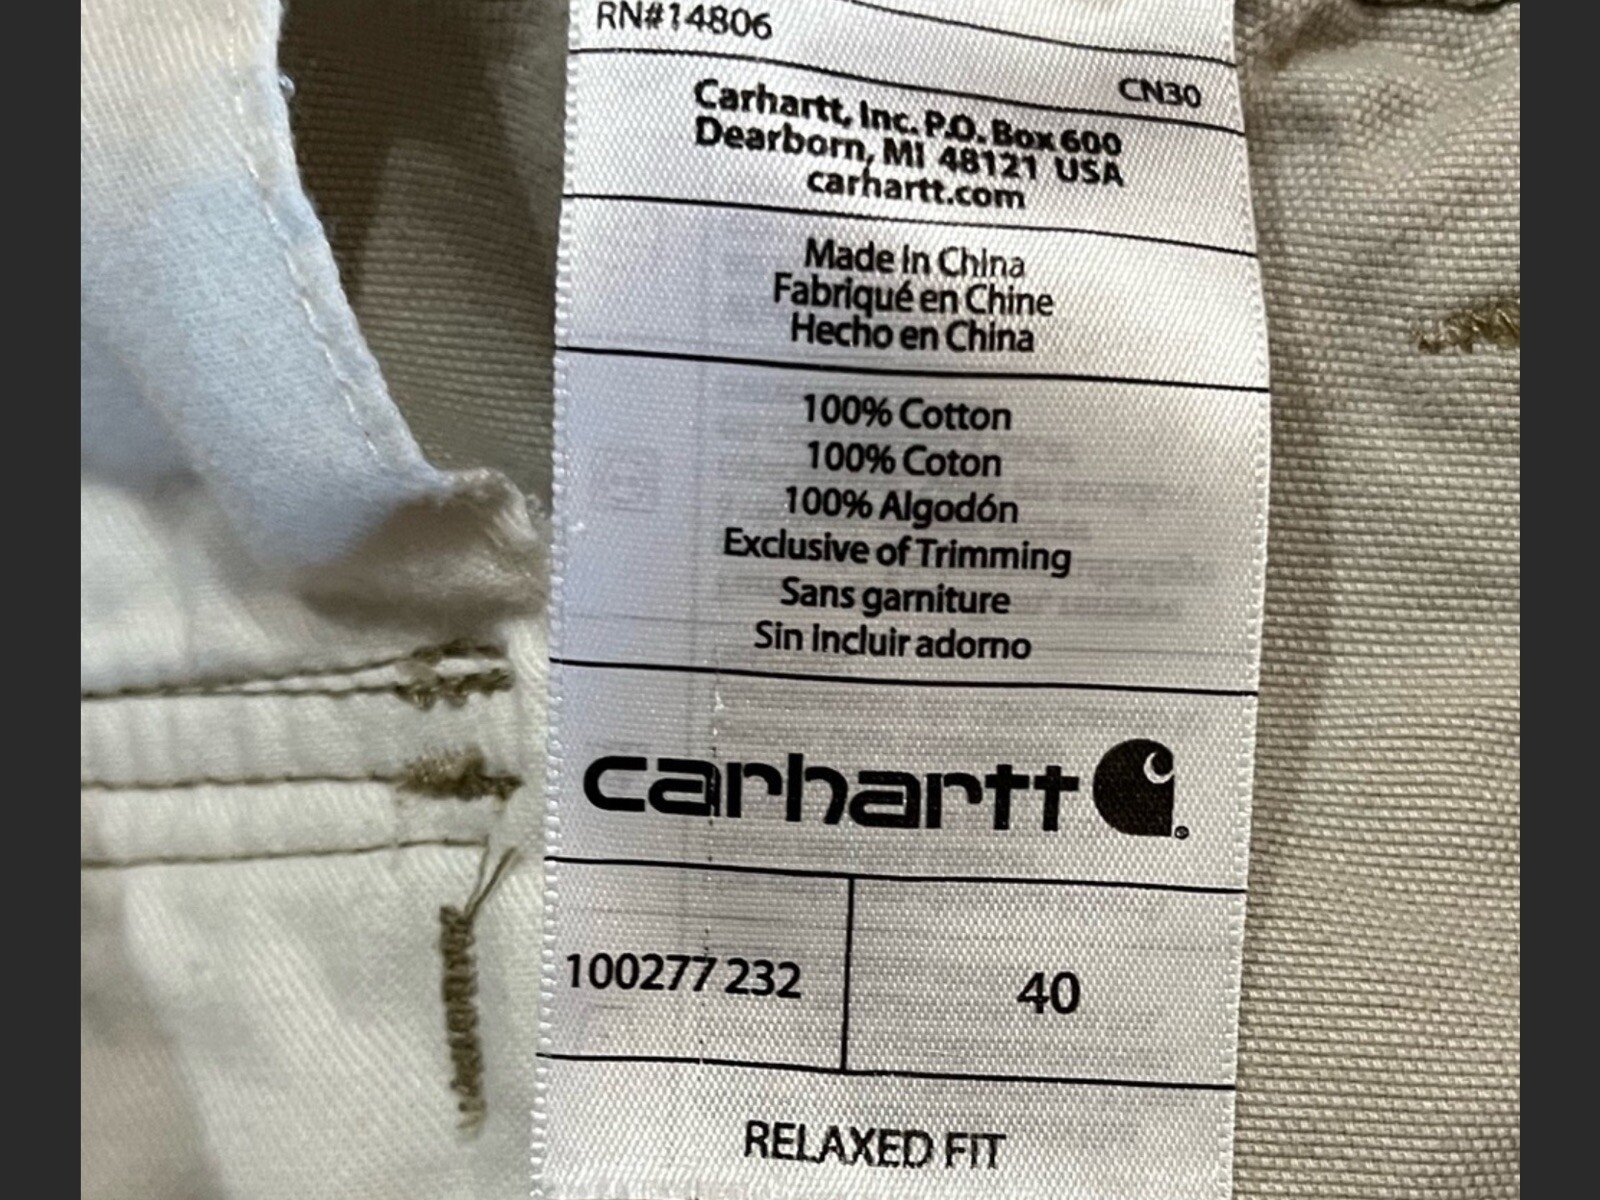 RN#14806
CN30
Carhartt, Inc. P.O. Box 600
Dearborn, MI 48121 USA
carhartt.com
Made in China
Fabriqué en Chine
Hecho en China
100% Cotton
100% Coton
100% Algodón
Exclusive of Trimming
Sans garniture
Sin incluir adorno
carhartt
100277 232
40
RELAXED FIT